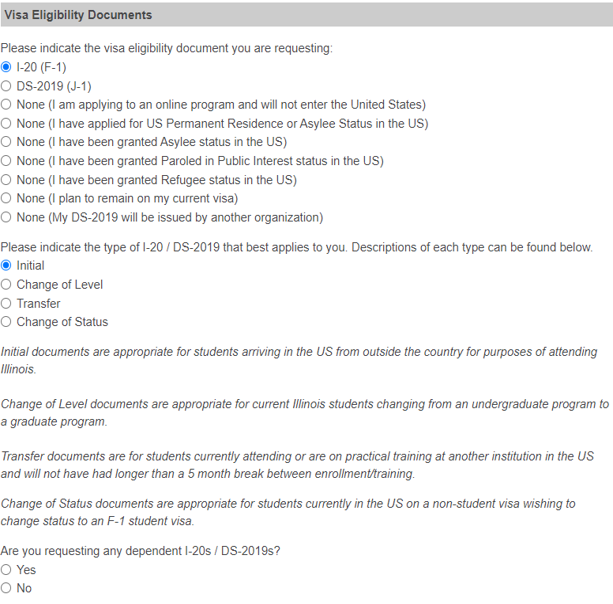 Visa Eligibility Documents
Please indicate the visa eligibility document you are requesting:
I-20 (F-1)
DS-2019 (J-1)
None (I am applying to an online program and will not enter the United States)
None (I have applied for US Permanent Residence or Asylee Status in the US)
None (I have been granted Asylee status in the US)
None (I have been granted Paroled in Public Interest status in the US)
None (I have been granted Refugee status in the US)
None (I plan to remain on my current visa)
None (My DS-2019 will be issued by another organization)
Please indicate the type of I-20 / DS-2019 that best applies to you. Descriptions of each type can be found below.
Initial
Change of Level
Transfer
Change of Status
Initial documents are appropriate for students arriving in the US from outside the country for purposes of attending
Illinois.
Change of Level documents are appropriate for current Illinois students changing from an undergraduate program to
a graduate program.
Transfer documents are for students currently attending or are on practical training at another institution in the US
and will not have had longer than a 5 month break between enrollment/training.
Change of Status documents are appropriate for students currently in the US on a non-student visa wishing to
change status to an F-1 student visa.
Are you requesting any dependent I-20s / DS-2019s?
Yes
No